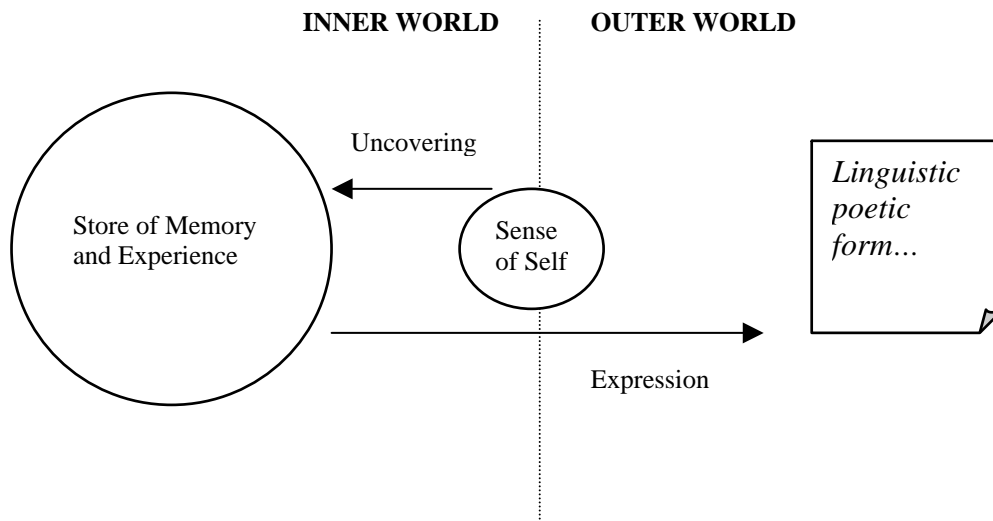 INNER WORLD
OUTER WORLD
Uncovering
Linguistic
poetic
form...
Store of Memory
and Experience
Sense
of Self
Expression